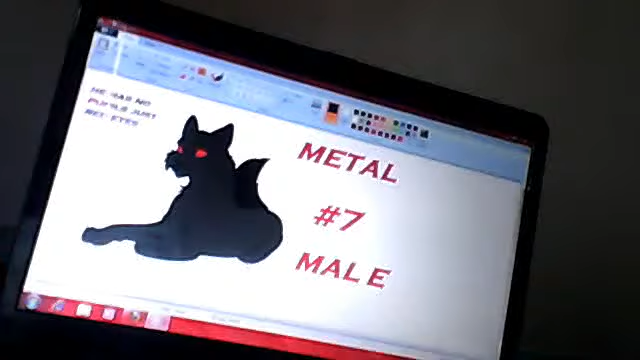 HE HAS NO
PUPILS JUST
RED EYES
METAL
#7
MALE